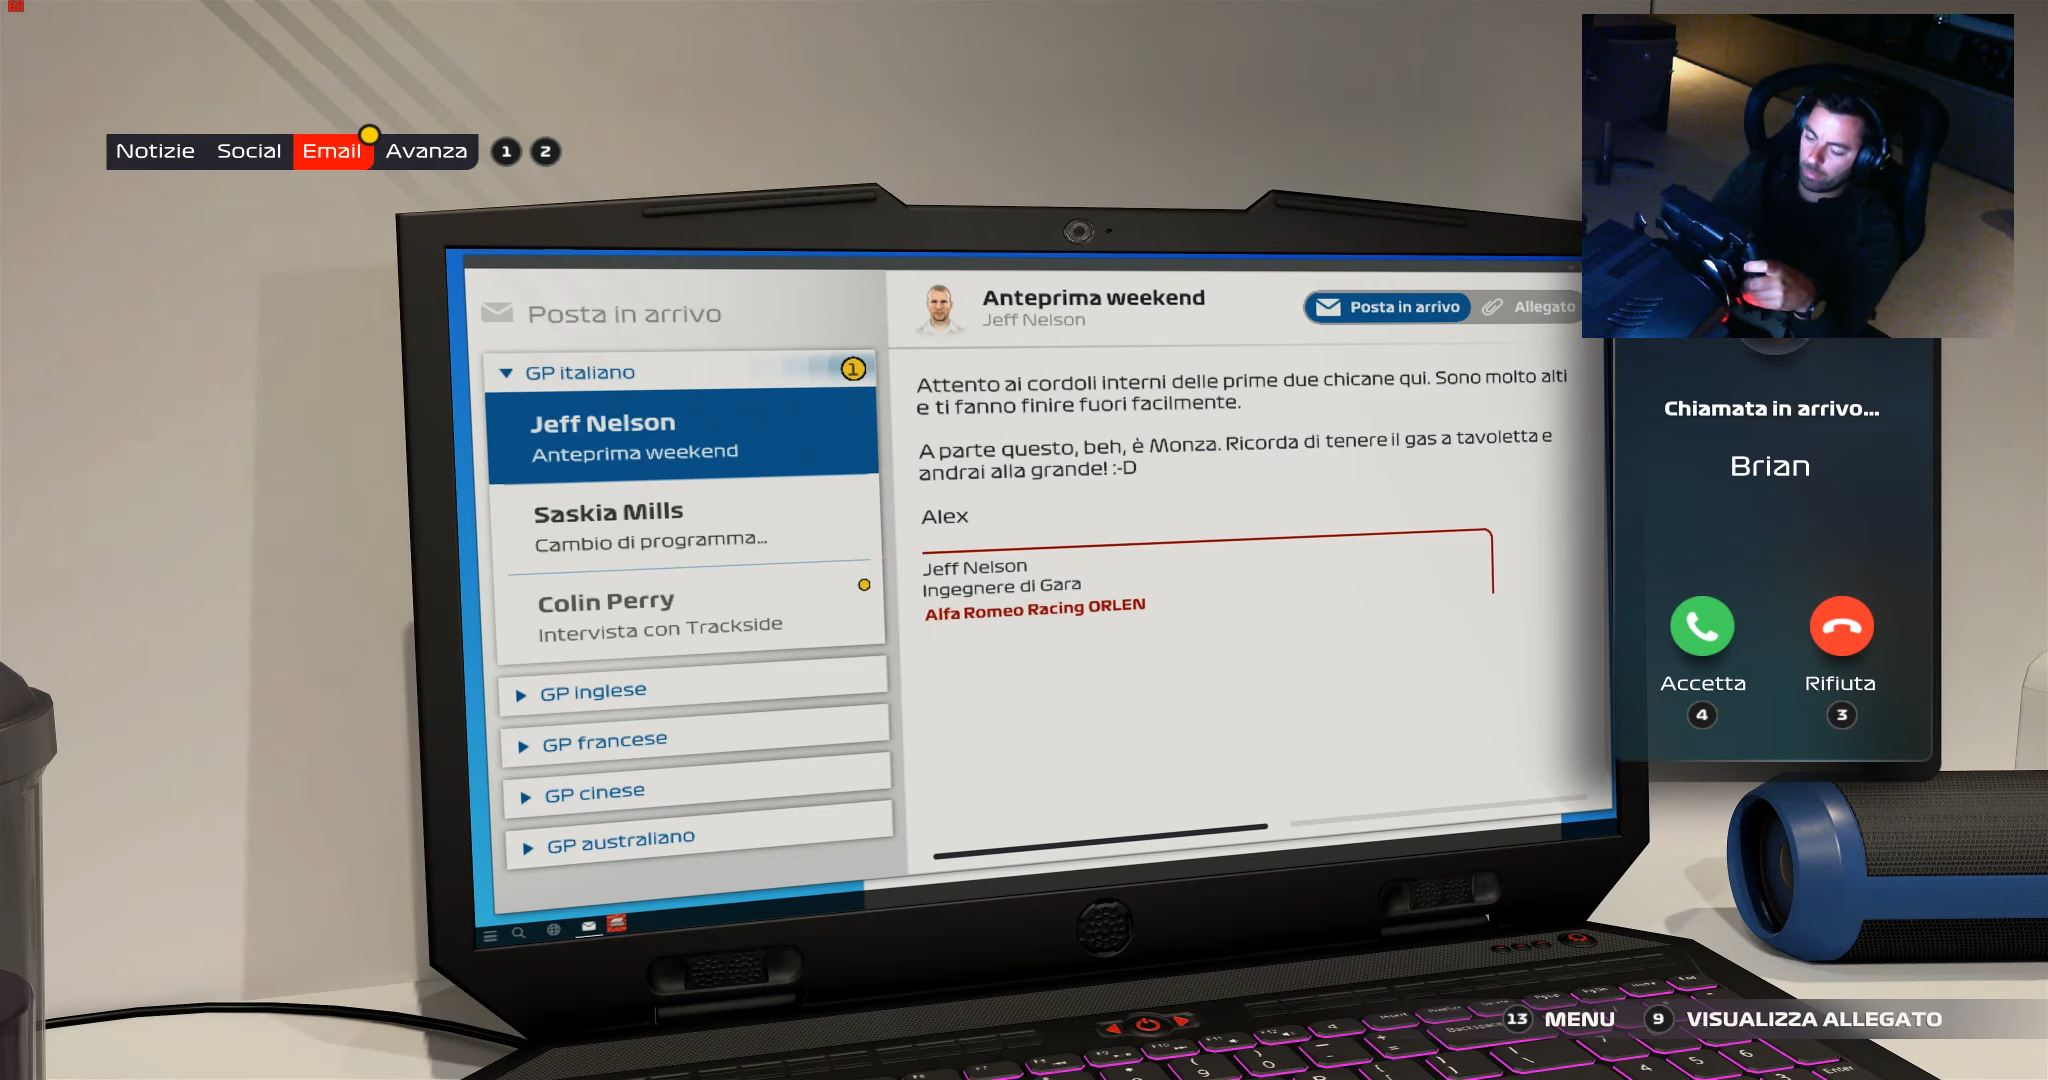 Notizie Social Email Avanza 1 2
Posta in arrivo
GP italiano 1
Jeff Nelson
Anteprima weekend
Saskia Mills
Cambio di programma...
Colin Perry
Intervista con Trackside
GP inglese
GP francese
GP cinese
GP australiano
Anteprima weekend
Jeff Nelson
Posta in arrivo
Allegato
Attento ai cordoli interni delle prime due chicane qui. Sono molto alti
e ti fanno finire fuori facilmente.
A parte questo, beh, è Monza. Ricorda di tenere il gas a tavoletta e
andrai alla grande! :-D
Alex
Jeff Nelson
Ingegnere di Gara
Alfa Romeo Racing ORLEN
Chiamata in arrivo...
Brian
Accetta Rifiuta
4 3
13 MENU 9 VISUALIZZA ALLEGATO